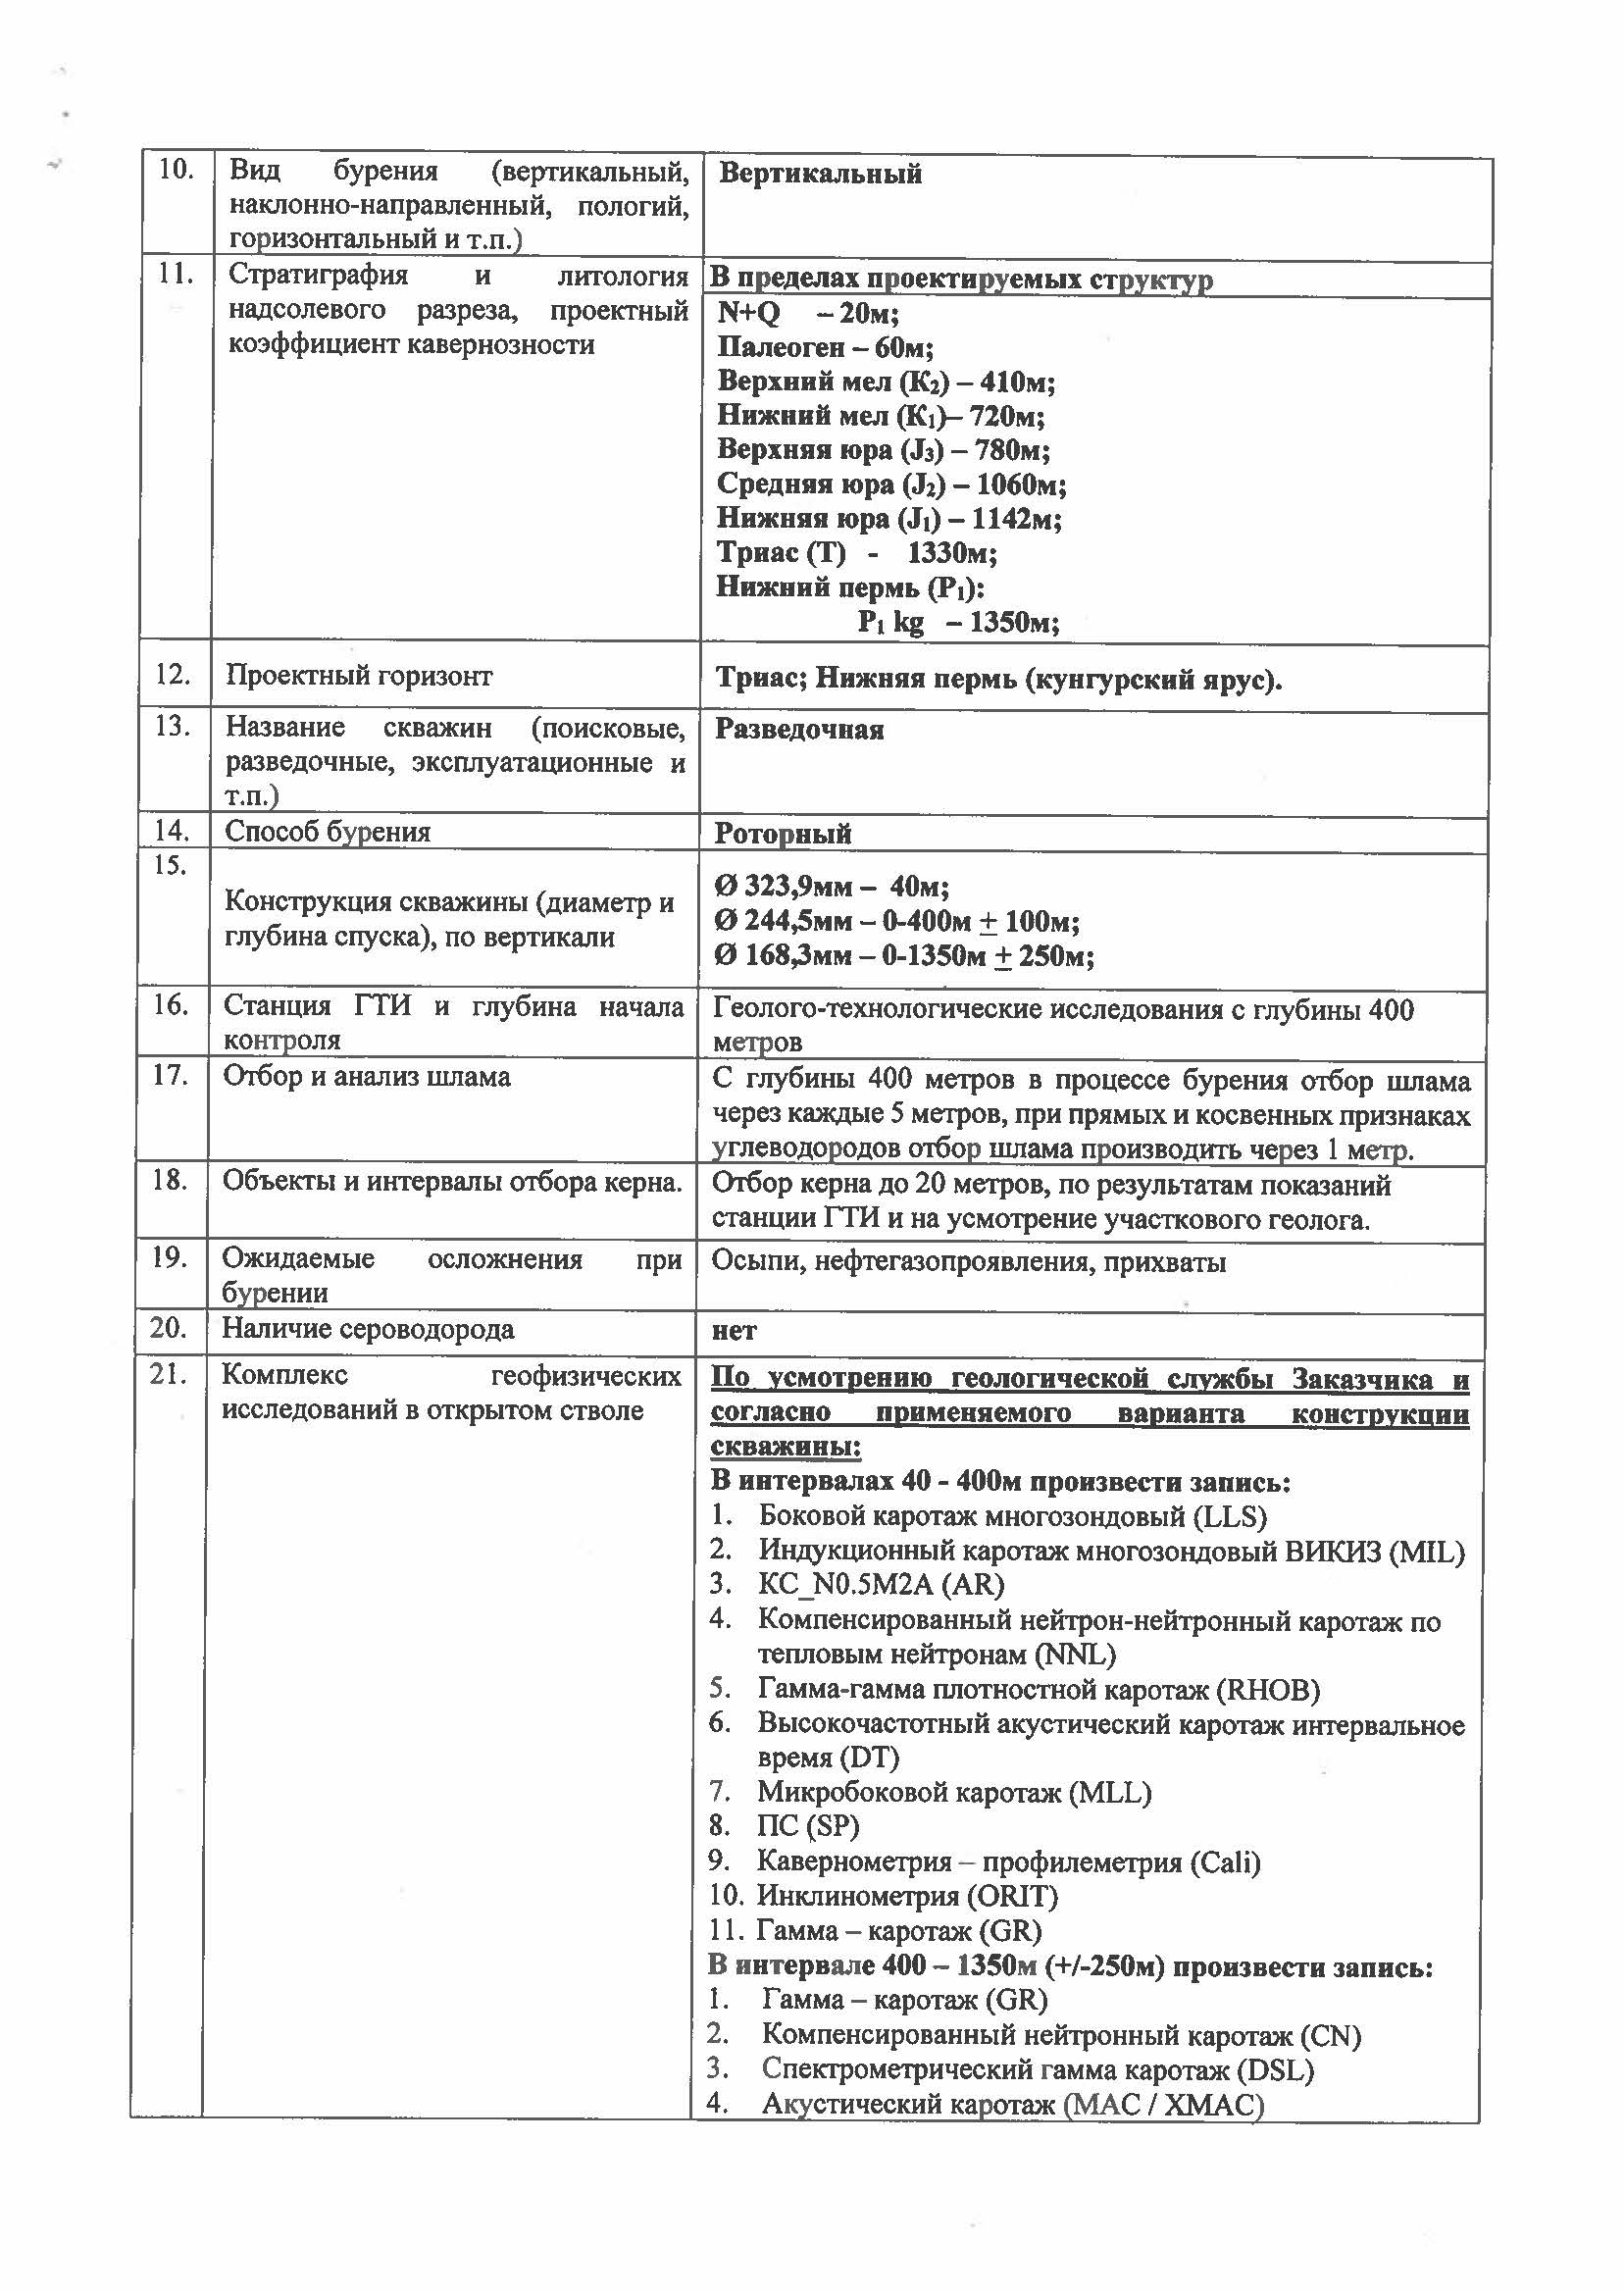 10. Вид бурения (вертикальный, Вертикальный
наклонно-направленный, пологий,
горизонтальный и т.п.)
11. Стратиграфия и литология В пределах проектируемых структур
надсолевого разреза, проектный N+Q – 20м;
коэффициент кавернозности Палеоген – 60м;
Верхний мел (K₂) – 410м;
Нижний мел (K₁)– 720м;
Верхняя юра (J₃) – 780м;
Средняя юра (J₂) – 1060м;
Нижняя юра (J₁) – 1142м;
Триас (T) - 1330м;
Нижний пермь (P₁):
P₁ kg – 1350м;
12. Проектный горизонт Триас; Нижняя пермь (кунгурский ярус).
13. Название скважин (поисковые, Разведочная
разведочные, эксплуатационные и
т.п.)
14. Способ бурения Роторный
15.
Конструкция скважины (диаметр и
глубина спуска), по вертикали
Ø 323,9мм – 40м;
Ø 244,5мм – 0-400м ± 100м;
Ø 168,3мм – 0-1350м ± 250м;
16. Станция ГТИ и глубина начала
контроля
Геолого-технологические исследования с глубины 400
метров
17. Отбор и анализ шлама
С глубины 400 метров в процессе бурения отбор шлама
через каждые 5 метров, при прямых и косвенных признаках
углеводородов отбор шлама производить через 1 метр.
18. Объекты и интервалы отбора керна.
Отбор керна до 20 метров, по результатам показаний
станции ГТИ и на усмотрение участкового геолога.
19. Ожидаемые осложнения при
бурении
Осыпи, нефтегазопроявления, прихваты
20. Наличие сероводорода нет
21. Комплекс геофизических
исследований в открытом стволе
По усмотрению геологической службы Заказчика и
согласно применяемого варианта конструкции
скважины:
В интервалах 40 - 400м произвести запись:
1. Боковой каротаж многозондовый (LLS)
2. Индукционный каротаж многозондовый ВИКИЗ (MIL)
3. КС_N0.5M2A (AR)
4. Компенсированный нейтрон-нейтронный каротаж по
тепловым нейтронам (NNL)
5. Гамма-гамма плотностной каротаж (RHOB)
6. Высокочастотный акустический каротаж интервальное
время (DT)
7. Микробоковой каротаж (MLL)
8. ПС (SP)
9. Кавернометрия – профилеметрия (Cali)
10. Инклинометрия (ORIT)
11. Гамма – каротаж (GR)
В интервале 400 – 1350м (+/-250м) произвести запись:
1. Гамма – каротаж (GR)
2. Компенсированный нейтронный каротаж (CN)
3. Спектрометрический гамма каротаж (DSL)
4. Акустический каротаж (MAC / XMAC)